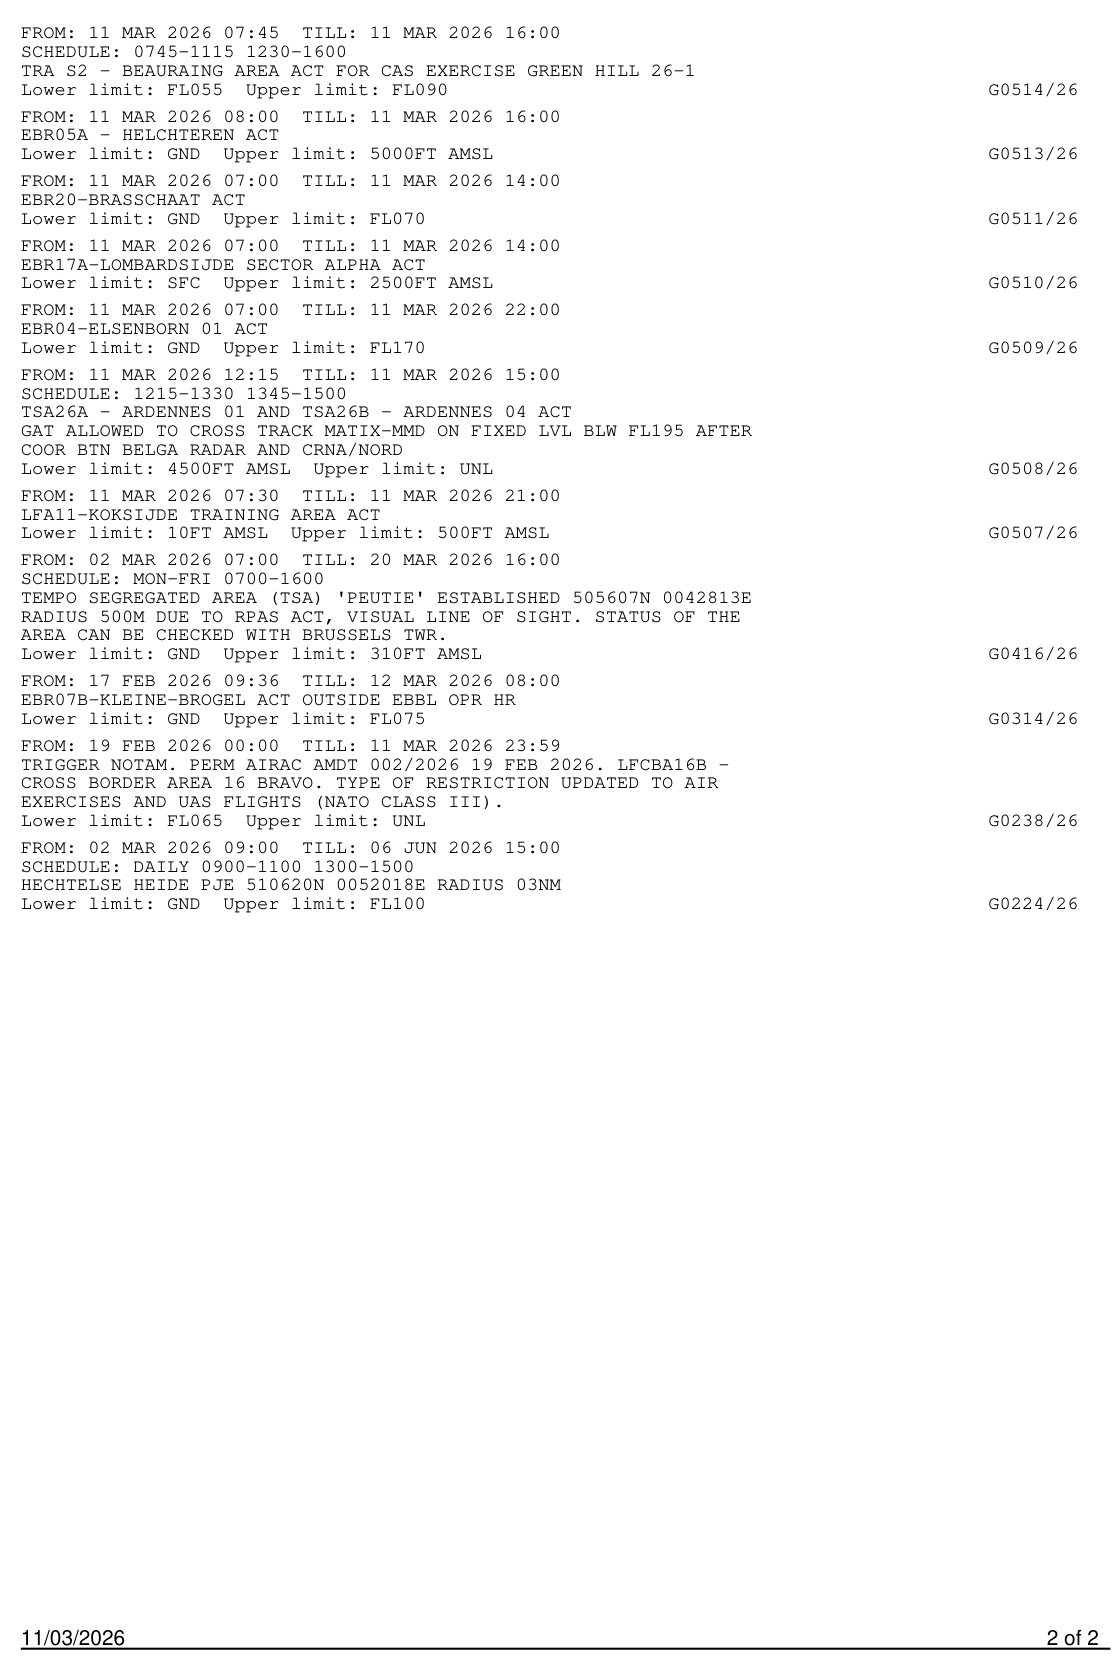 FROM: 11 MAR 2026 07:45  TILL: 11 MAR 2026 16:00
SCHEDULE: 0745-1115 1230-1600
TRA S2 - BEAURAING AREA ACT FOR CAS EXERCISE GREEN HILL 26-1
Lower limit: FL055  Upper limit: FL090 G0514/26
FROM: 11 MAR 2026 08:00  TILL: 11 MAR 2026 16:00
EBR05A - HELCHTEREN ACT
Lower limit: GND  Upper limit: 5000FT AMSL G0513/26
FROM: 11 MAR 2026 07:00  TILL: 11 MAR 2026 14:00
EBR20-BRASSCHAAT ACT
Lower limit: GND  Upper limit: FL070 G0511/26
FROM: 11 MAR 2026 07:00  TILL: 11 MAR 2026 14:00
EBR17A-LOMBARDSIJDE SECTOR ALPHA ACT
Lower limit: SFC  Upper limit: 2500FT AMSL G0510/26
FROM: 11 MAR 2026 07:00  TILL: 11 MAR 2026 22:00
EBR04-ELSENBORN 01 ACT
Lower limit: GND  Upper limit: FL170 G0509/26
FROM: 11 MAR 2026 12:15  TILL: 11 MAR 2026 15:00
SCHEDULE: 1215-1330 1345-1500
TSA26A - ARDENNES 01 AND TSA26B - ARDENNES 04 ACT
GAT ALLOWED TO CROSS TRACK MATIX-MMD ON FIXED LVL BLW FL195 AFTER
COOR BTN BELGA RADAR AND CRNA/NORD
Lower limit: 4500FT AMSL  Upper limit: UNL G0508/26
FROM: 11 MAR 2026 07:30  TILL: 11 MAR 2026 21:00
LFA11-KOKSIJDE TRAINING AREA ACT
Lower limit: 10FT AMSL  Upper limit: 500FT AMSL G0507/26
FROM: 02 MAR 2026 07:00  TILL: 20 MAR 2026 16:00
SCHEDULE: MON-FRI 0700-1600
TEMPO SEGREGATED AREA (TSA) 'PEUTIE' ESTABLISHED 505607N 0042813E
RADIUS 500M DUE TO RPAS ACT, VISUAL LINE OF SIGHT. STATUS OF THE
AREA CAN BE CHECKED WITH BRUSSELS TWR.
Lower limit: GND  Upper limit: 310FT AMSL G0416/26
FROM: 17 FEB 2026 09:36  TILL: 12 MAR 2026 08:00
EBR07B-KLEINE-BROGEL ACT OUTSIDE EBBL OPR HR
Lower limit: GND  Upper limit: FL075 G0314/26
FROM: 19 FEB 2026 00:00  TILL: 11 MAR 2026 23:59
TRIGGER NOTAM. PERM AIRAC AMDT 002/2026 19 FEB 2026. LFCBA16B -
CROSS BORDER AREA 16 BRAVO. TYPE OF RESTRICTION UPDATED TO AIR
EXERCISES AND UAS FLIGHTS (NATO CLASS III).
Lower limit: FL065  Upper limit: UNL G0238/26
FROM: 02 MAR 2026 09:00  TILL: 06 JUN 2026 15:00
SCHEDULE: DAILY 0900-1100 1300-1500
HECHTELSE HEIDE PJE 510620N 0052018E RADIUS 03NM
Lower limit: GND  Upper limit: FL100 G0224/26
11/03/2026 2 of 2